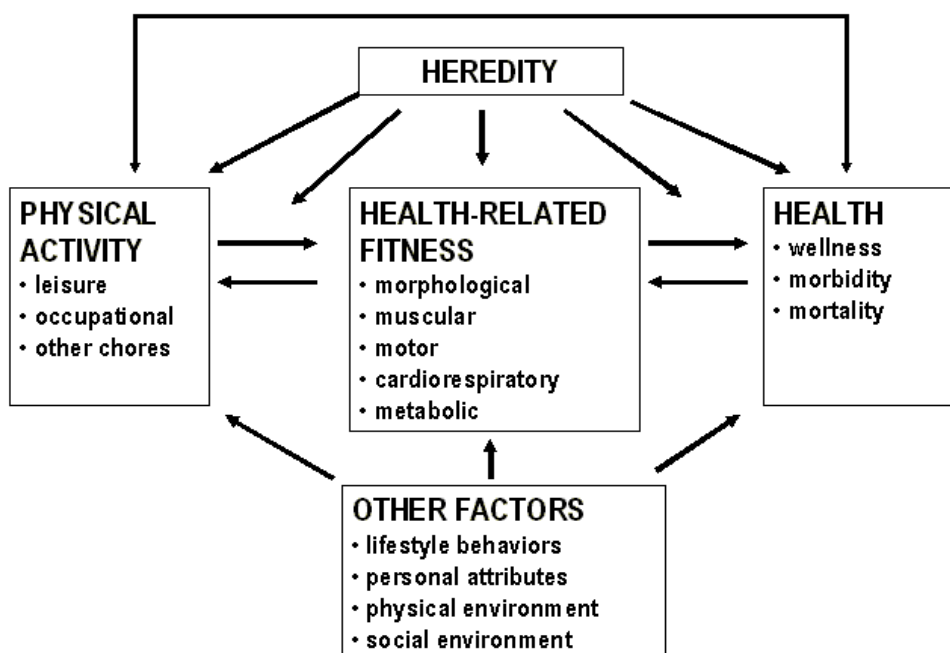 HEREDITY
PHYSICAL
ACTIVITY
• leisure
• occupational
• other chores
HEALTH-RELATED
FITNESS
• morphological
• muscular
• motor
• cardiorespiratory
• metabolic
HEALTH
• wellness
• morbidity
• mortality
OTHER FACTORS
• lifestyle behaviors
• personal attributes
• physical environment
• social environment